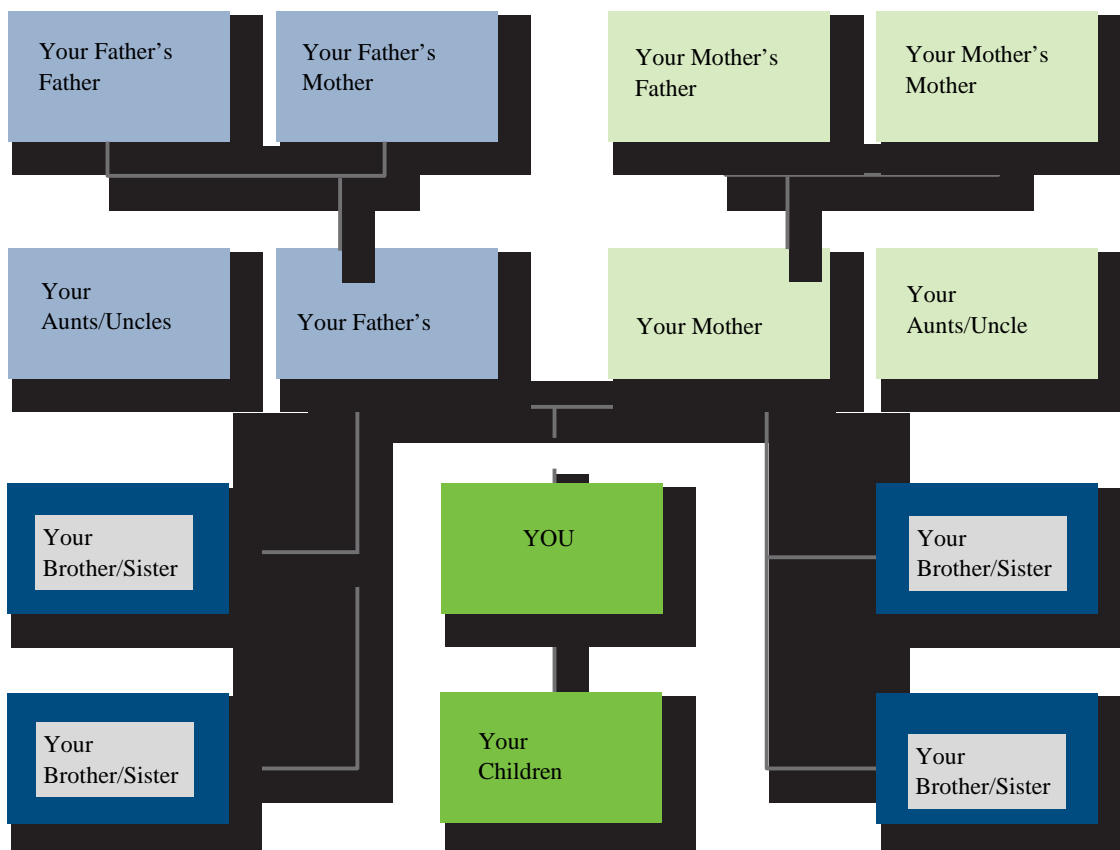 Your Father’s
Father
Your Father’s
Mother
Your Mother’s
Father
Your Mother’s
Mother
Your
Aunts/Uncles
Your Father’s
Your Mother
Your
Aunts/Uncle
Your
Brother/Sister
YOU
Your
Brother/Sister
Your
Brother/Sister
Your
Children
Your
Brother/Sister